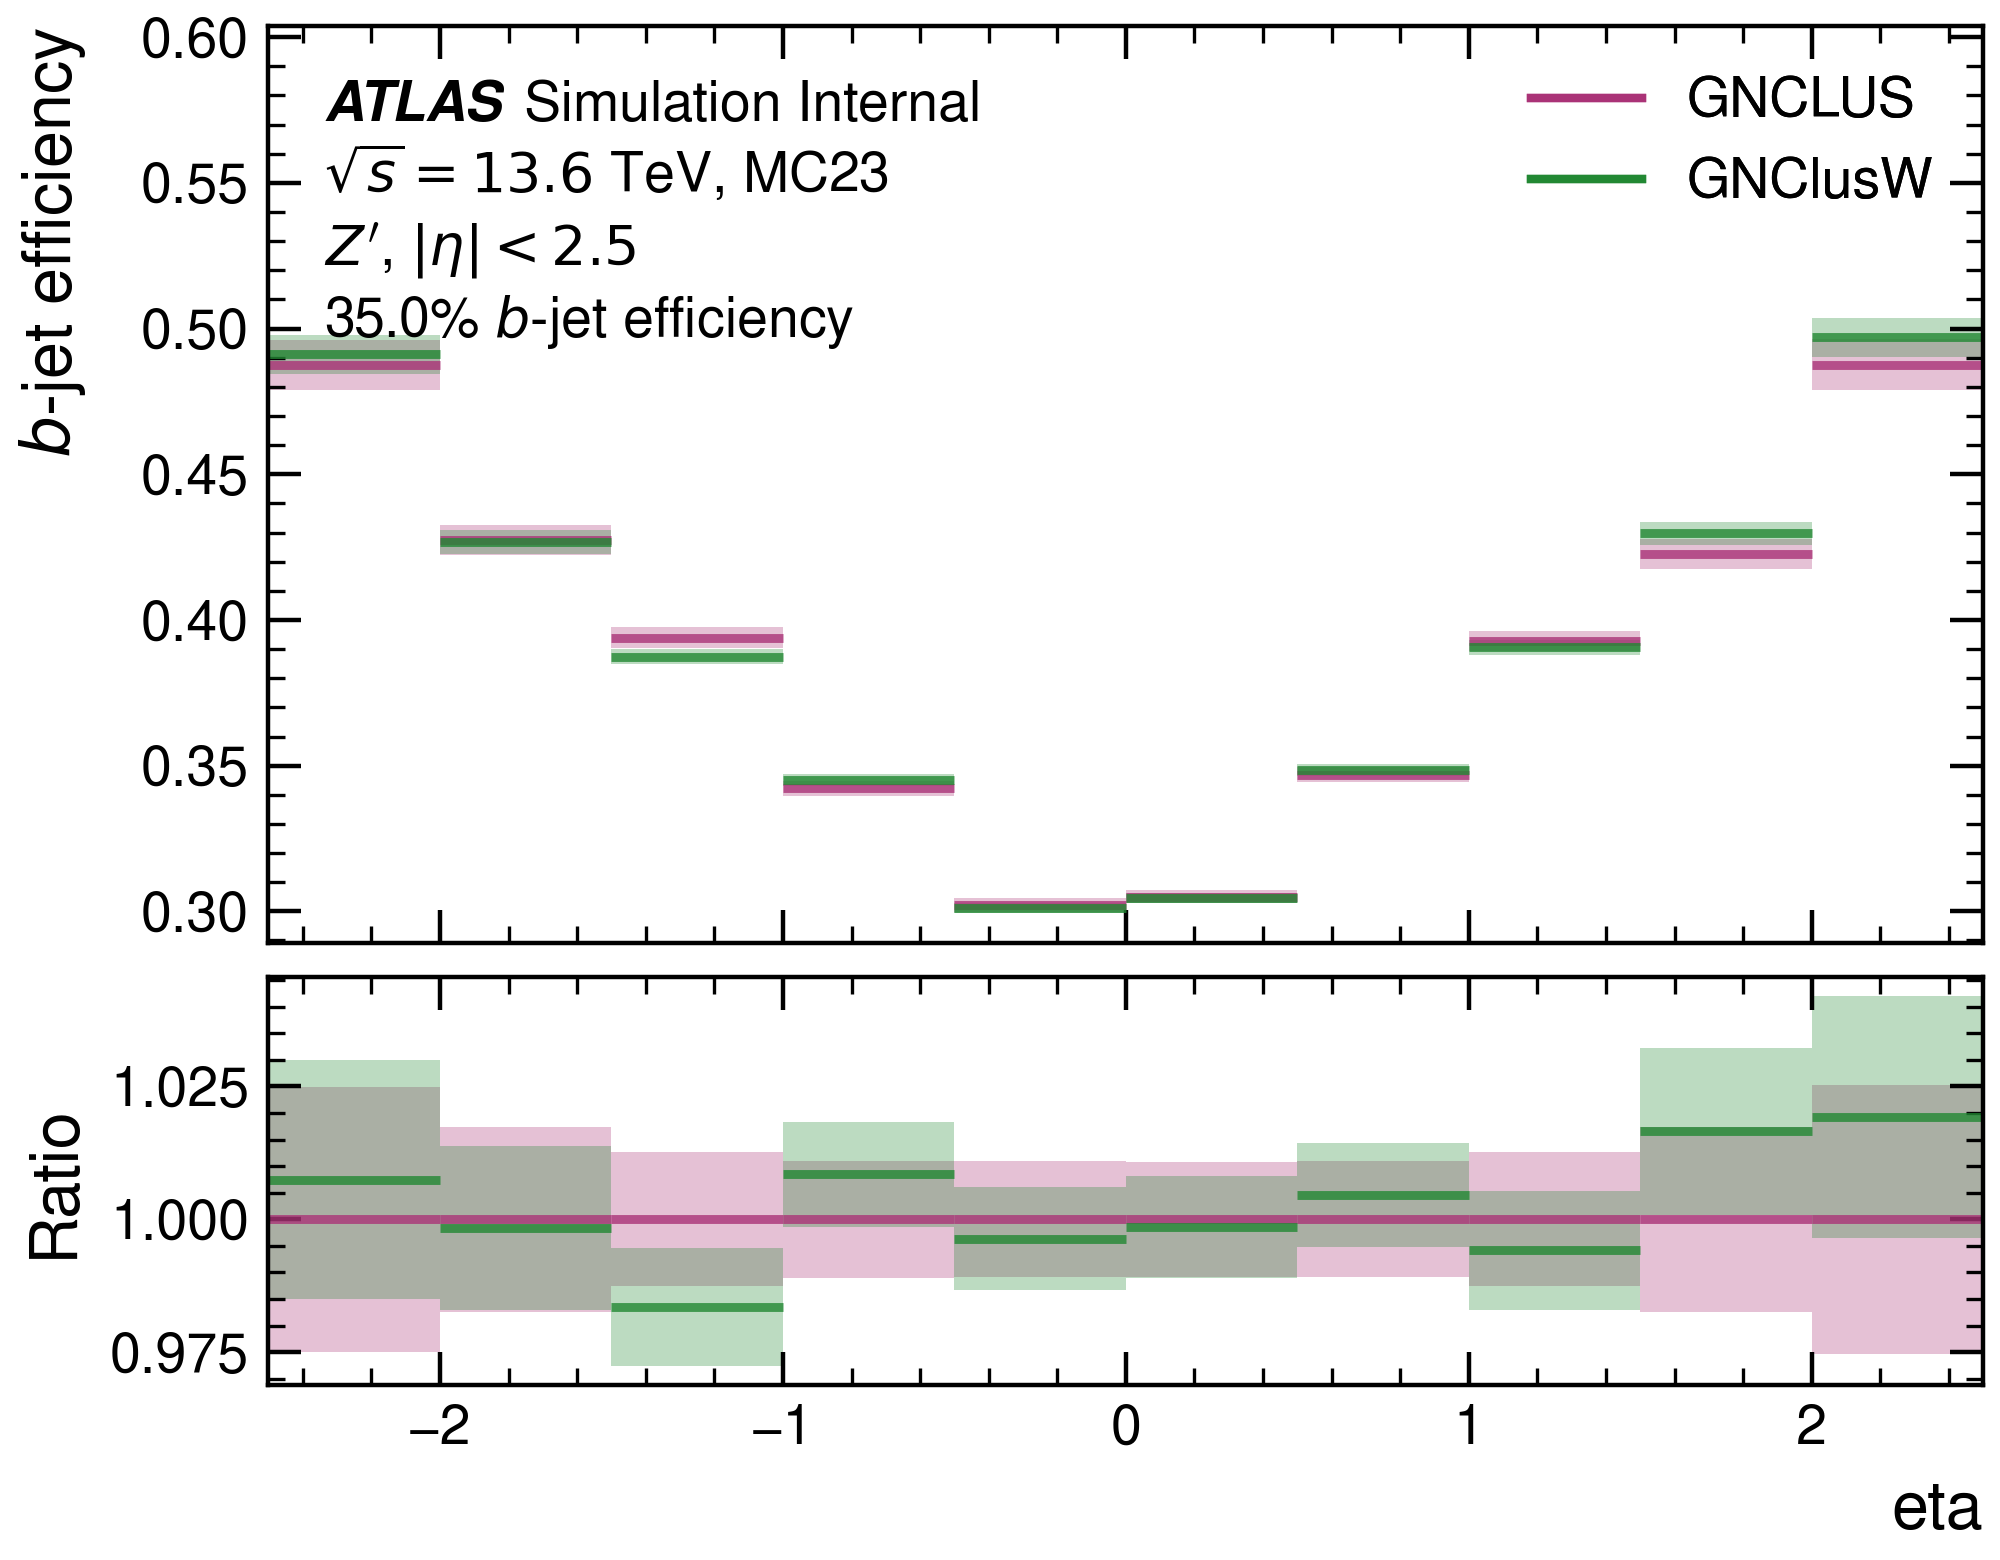 b-jet efficiency
0.60
0.55
0.50
0.45
0.40
0.35
0.30
ATLAS Simulation Internal
√s = 13.6 TeV, MC23
Z′, |η| < 2.5
35.0% b-jet efficiency
GNCLUS
GNClusW
Ratio
1.025
1.000
0.975
−2 −1 0 1 2
eta